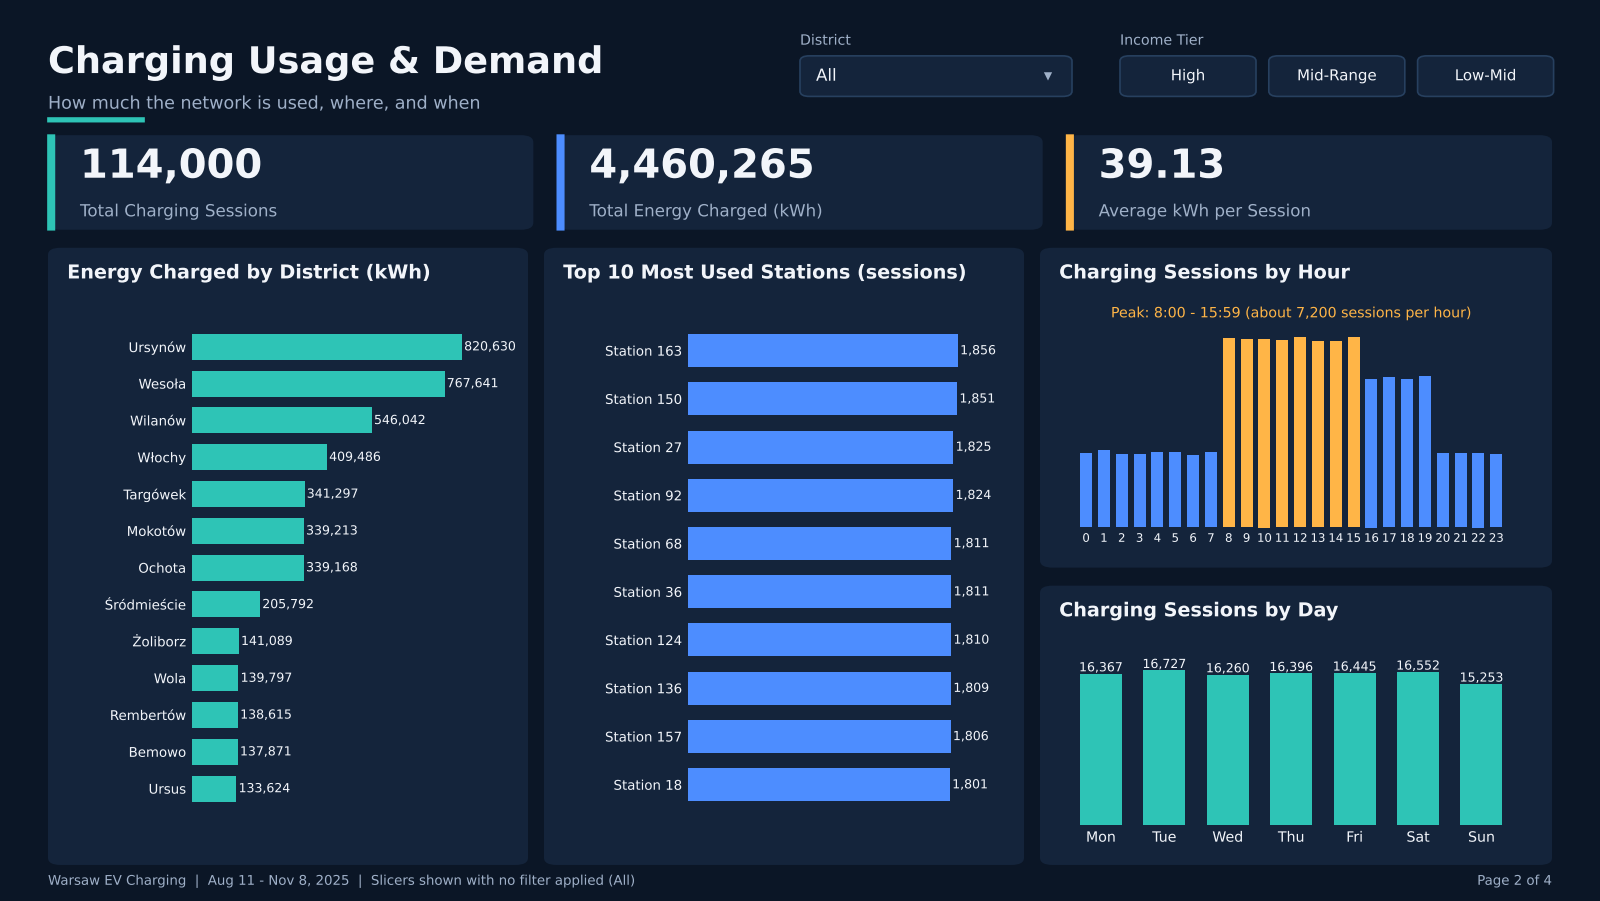 Charging Usage & Demand
How much the network is used, where, and when
District
All ▼
Income Tier
High
Mid-Range
Low-Mid
114,000
Total Charging Sessions
4,460,265
Total Energy Charged (kWh)
39.13
Average kWh per Session
Energy Charged by District (kWh)
Ursynów 820,630
Wesoła 767,641
Wilanów 546,042
Włochy 409,486
Targówek 341,297
Mokotów 339,213
Ochota 339,168
Śródmieście 205,792
Żoliborz 141,089
Wola 139,797
Rembertów 138,615
Bemowo 137,871
Ursus 133,624
Top 10 Most Used Stations (sessions)
Station 163 1,856
Station 150 1,851
Station 27 1,825
Station 92 1,824
Station 68 1,811
Station 36 1,811
Station 124 1,810
Station 136 1,809
Station 157 1,806
Station 18 1,801
Charging Sessions by Hour
Peak: 8:00 - 15:59 (about 7,200 sessions per hour)
0 1 2 3 4 5 6 7 8 9 10 11 12 13 14 15 16 17 18 19 20 21 22 23
Charging Sessions by Day
16,367 16,727 16,260 16,396 16,445 16,552 15,253
Mon Tue Wed Thu Fri Sat Sun
Warsaw EV Charging | Aug 11 - Nov 8, 2025 | Slicers shown with no filter applied (All)
Page 2 of 4